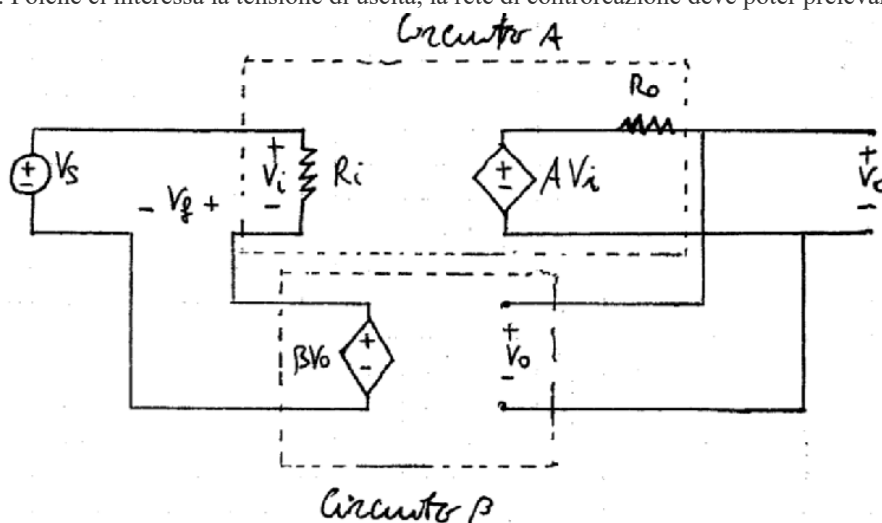 . Poiché ci interessa la tensione di uscita, la rete di controreazione deve poter preleva
Circuito A
Ro
+ Vs -
+ Vi - Ri
+ - AVi
+ Vo -
- Vf +
βVo + -
+ Vo -
Circuito β